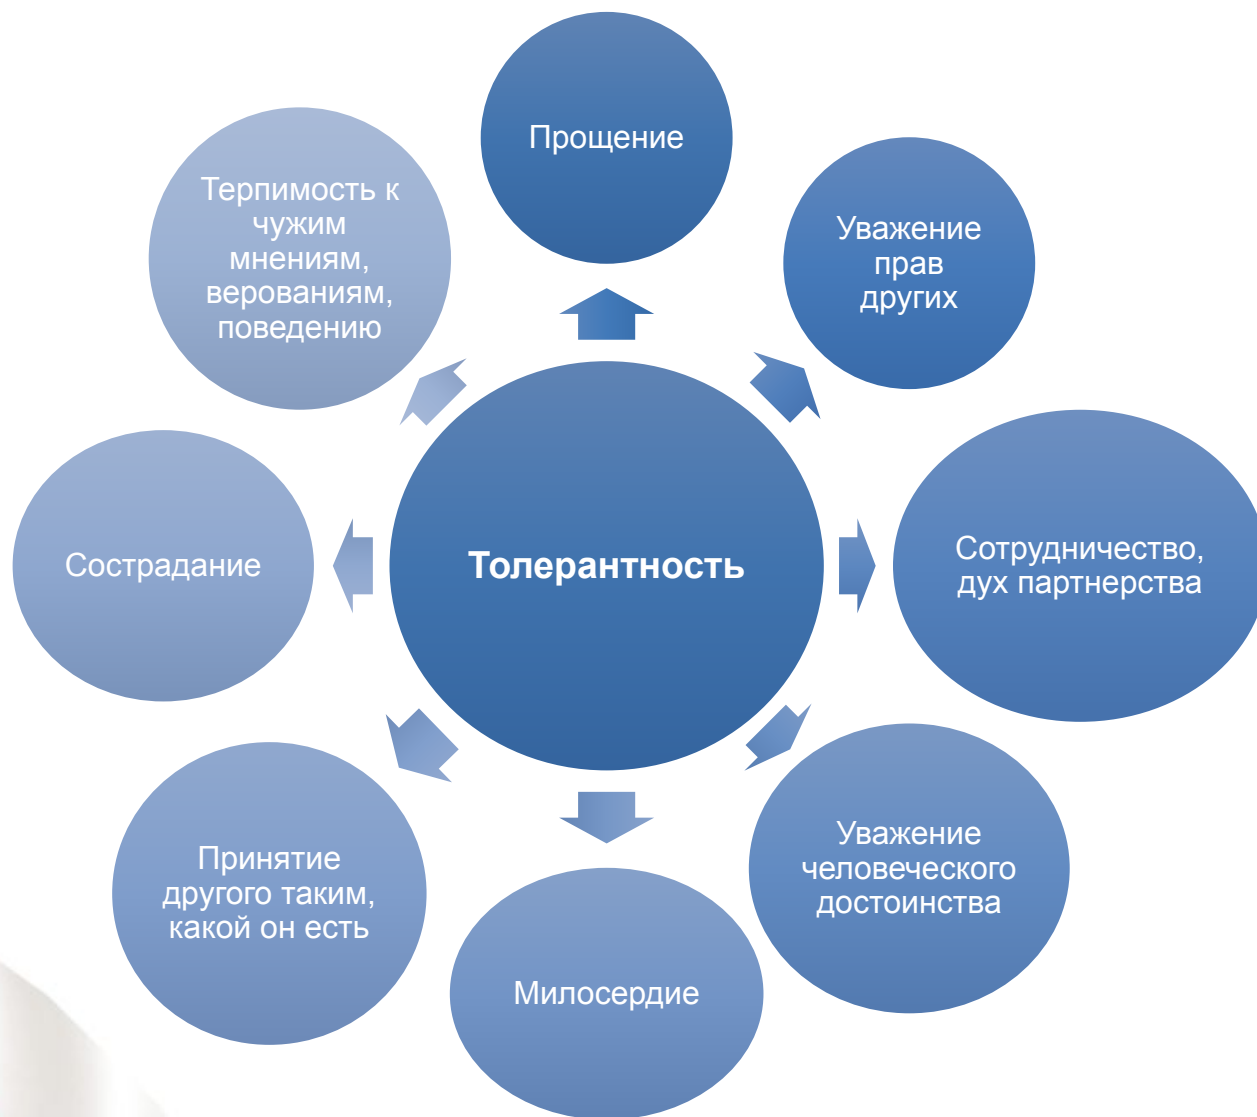 Прощение
Уважение
прав
других
Сотрудничество,
дух партнерства
Уважение
человеческого
достоинства
Милосердие
Принятие
другого таким,
какой он есть
Сострадание
Терпимость к
чужим
мнениям,
верованиям,
поведению
Толерантность